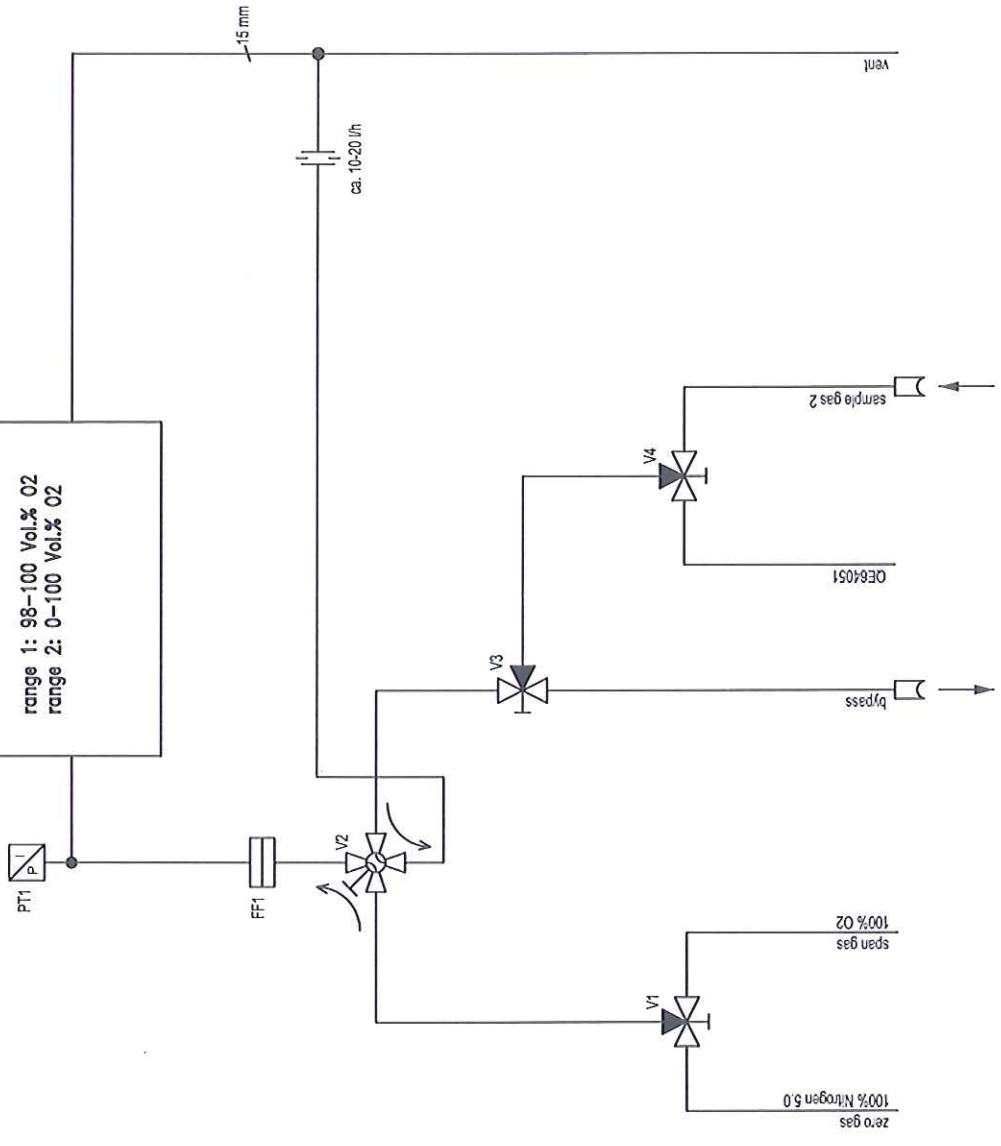 range 1: 98-100 Vol.% O2
range 2: 0-100 Vol.% O2
15 mm
vent
ca. 10-20 l/h
PT1
P
I
FF1
V2
V3
V4
sample gas 2
QE64051
bypass
V1
span gas
100% O2
zero gas
100% Nitrogen 5.0